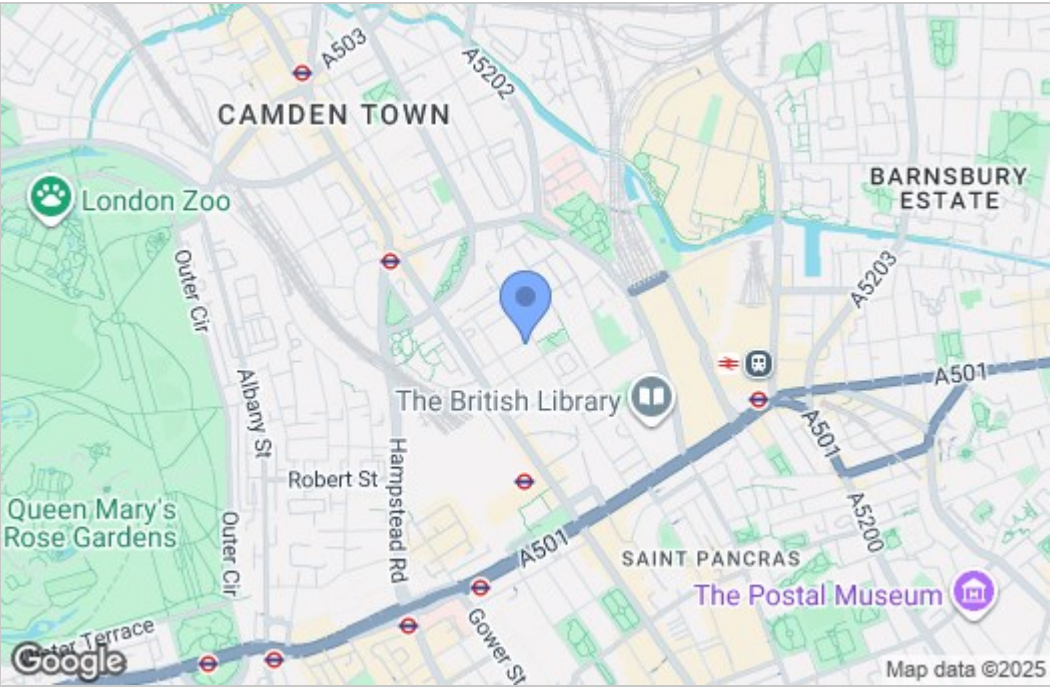 A503
A5202
CAMDEN TOWN
BARNSBURY
ESTATE
London Zoo
Outer Cir
A5203
Albany St
A501
The British Library
Hampstead Rd
A501
Robert St
Queen Mary's
Rose Gardens
Outer Cir
A5200
A501
SAINT PANCRAS
The Postal Museum
Gower St
Terrace
Google
Map data ©2025